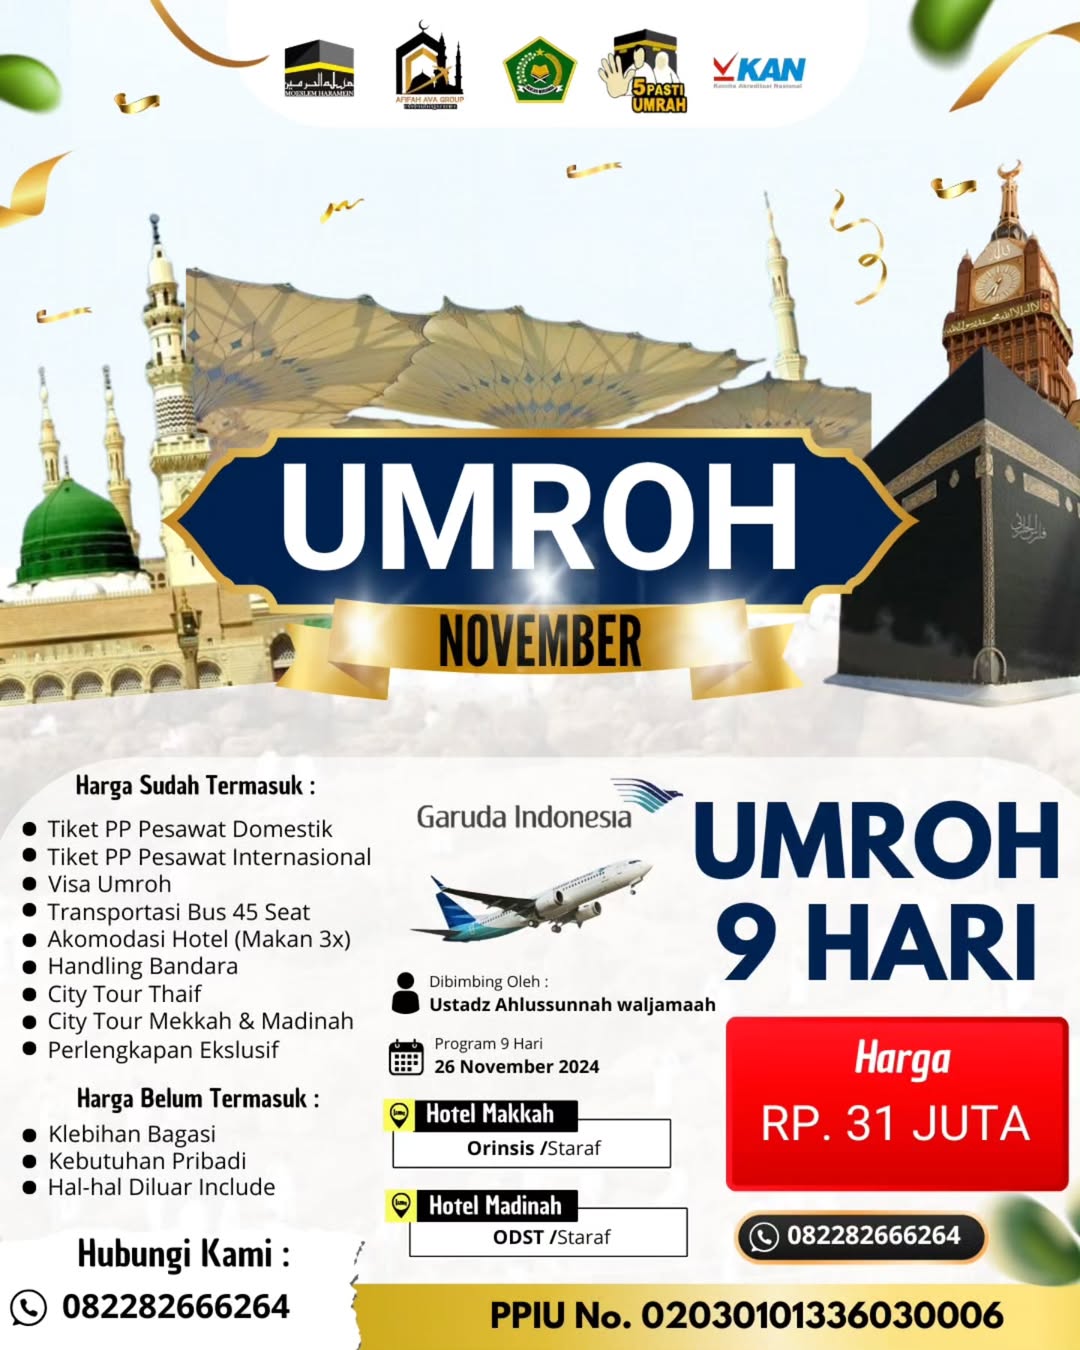 MOESLEM HARAMEIN
AFIFAH AVA GROUP
5 PASTI
UMRAH
KAN
Komite Akreditasi Nasional
UMROH
NOVEMBER
Harga Sudah Termasuk :
Tiket PP Pesawat Domestik
Tiket PP Pesawat Internasional
Visa Umroh
Transportasi Bus 45 Seat
Akomodasi Hotel (Makan 3x)
Handling Bandara
City Tour Thaif
City Tour Mekkah & Madinah
Perlengkapan Ekslusif
Harga Belum Termasuk :
Klebihan Bagasi
Kebutuhan Pribadi
Hal-hal Diluar Include
Hubungi Kami :
082282666264
Garuda Indonesia
Dibimbing Oleh :
Ustadz Ahlussunnah waljamaah
Program 9 Hari
26 November 2024
Hotel Makkah
Orinsis /Staraf
Hotel Madinah
ODST /Staraf
UMROH
9 HARI
Harga
RP. 31 JUTA
082282666264
PPIU No. 02030101336030006